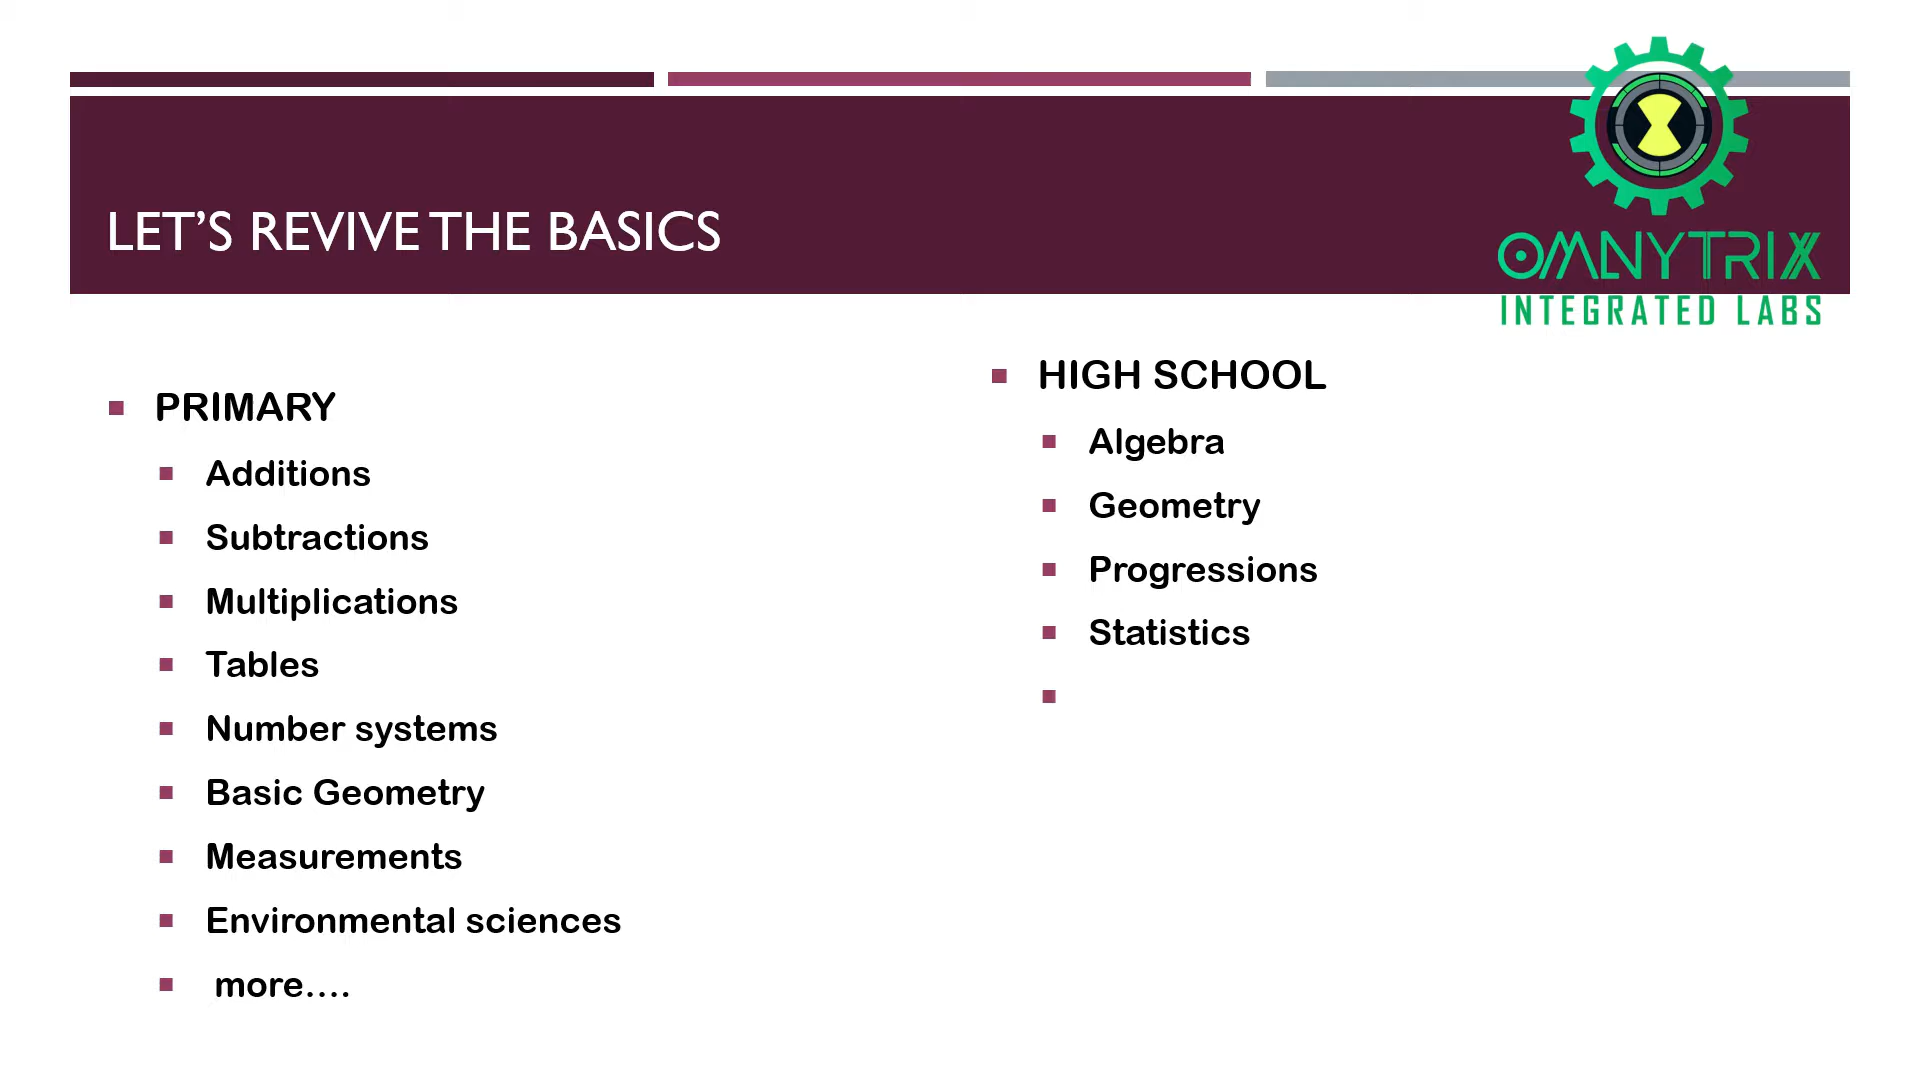 LET’S REVIVE THE BASICS
OMNYTRIX
INTEGRATED LABS
PRIMARY
Additions
Subtractions
Multiplications
Tables
Number systems
Basic Geometry
Measurements
Environmental sciences
more....
HIGH SCHOOL
Algebra
Geometry
Progressions
Statistics